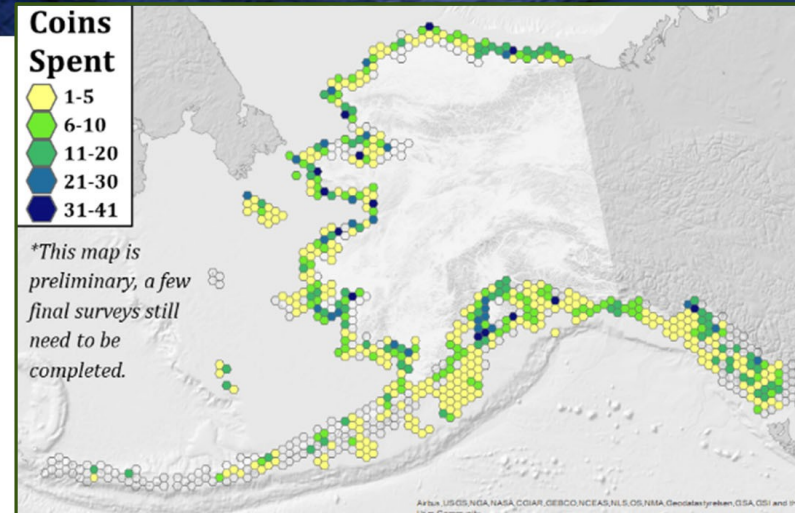 Coins
Spent
1-5
6-10
11-20
21-30
31-41
*This map is
preliminary, a few
final surveys still
need to be
completed.
Airbus, USGS, NGA, NASA, CGIAR, GEBCO, NCEAS, NLS, OS, NMA, Geodatastyrelsen, GSA, GSI and